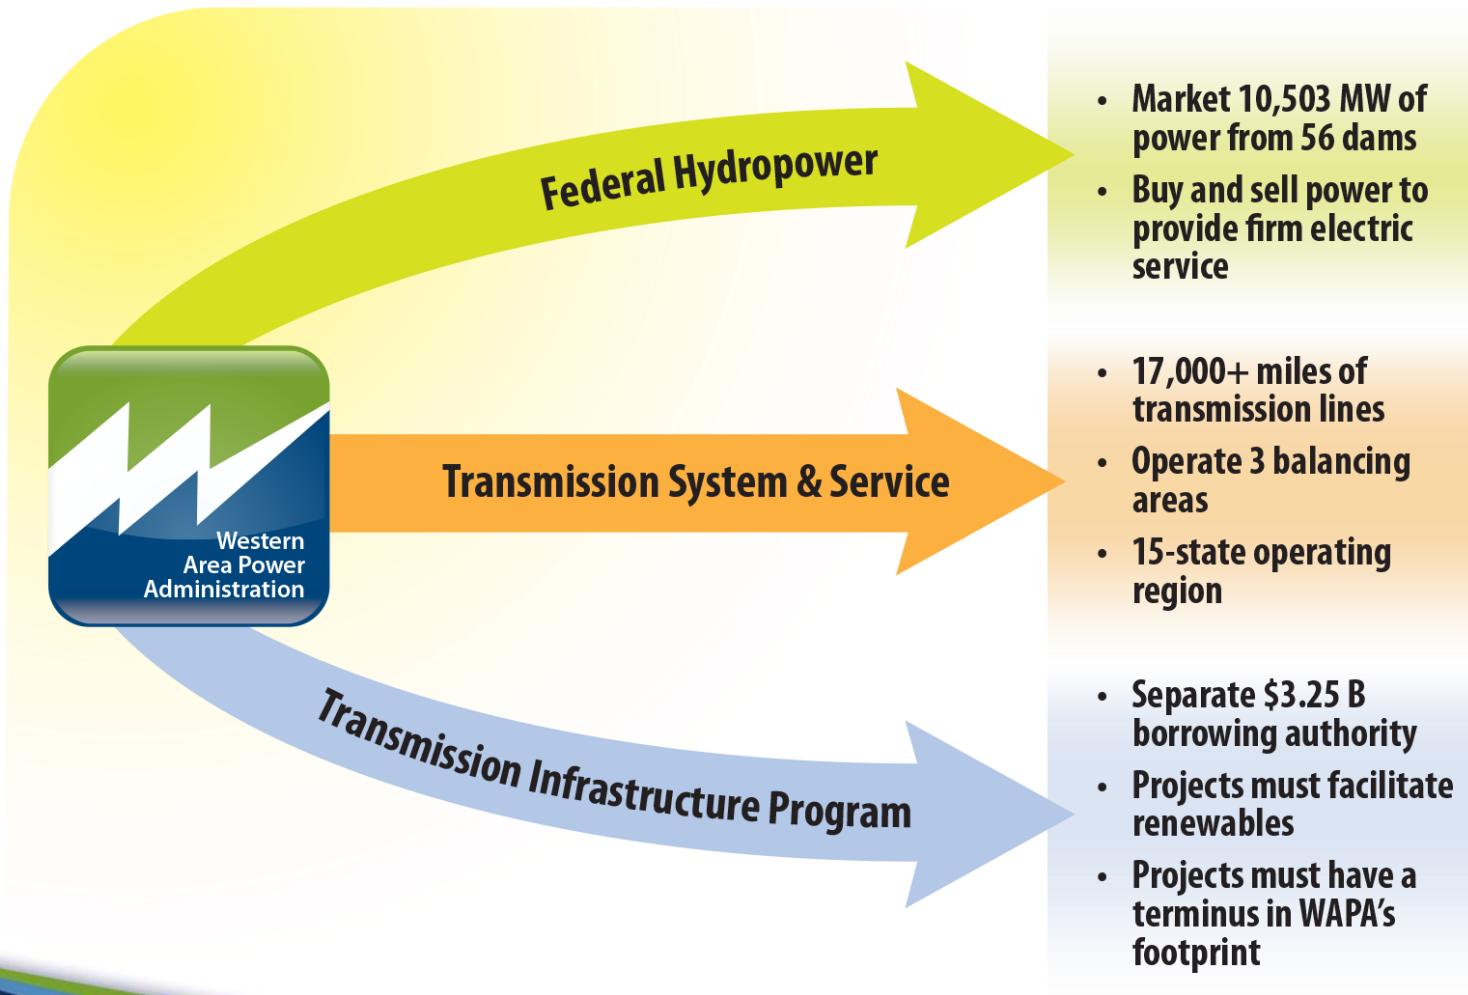 Federal Hydropower
• Market 10,503 MW of
power from 56 dams
• Buy and sell power to
provide firm electric
service
Western
Area Power
Administration
Transmission System & Service
• 17,000+ miles of
transmission lines
• Operate 3 balancing
areas
• 15-state operating
region
Transmission Infrastructure Program
• Separate $3.25 B
borrowing authority
• Projects must facilitate
renewables
• Projects must have a
terminus in WAPA’s
footprint